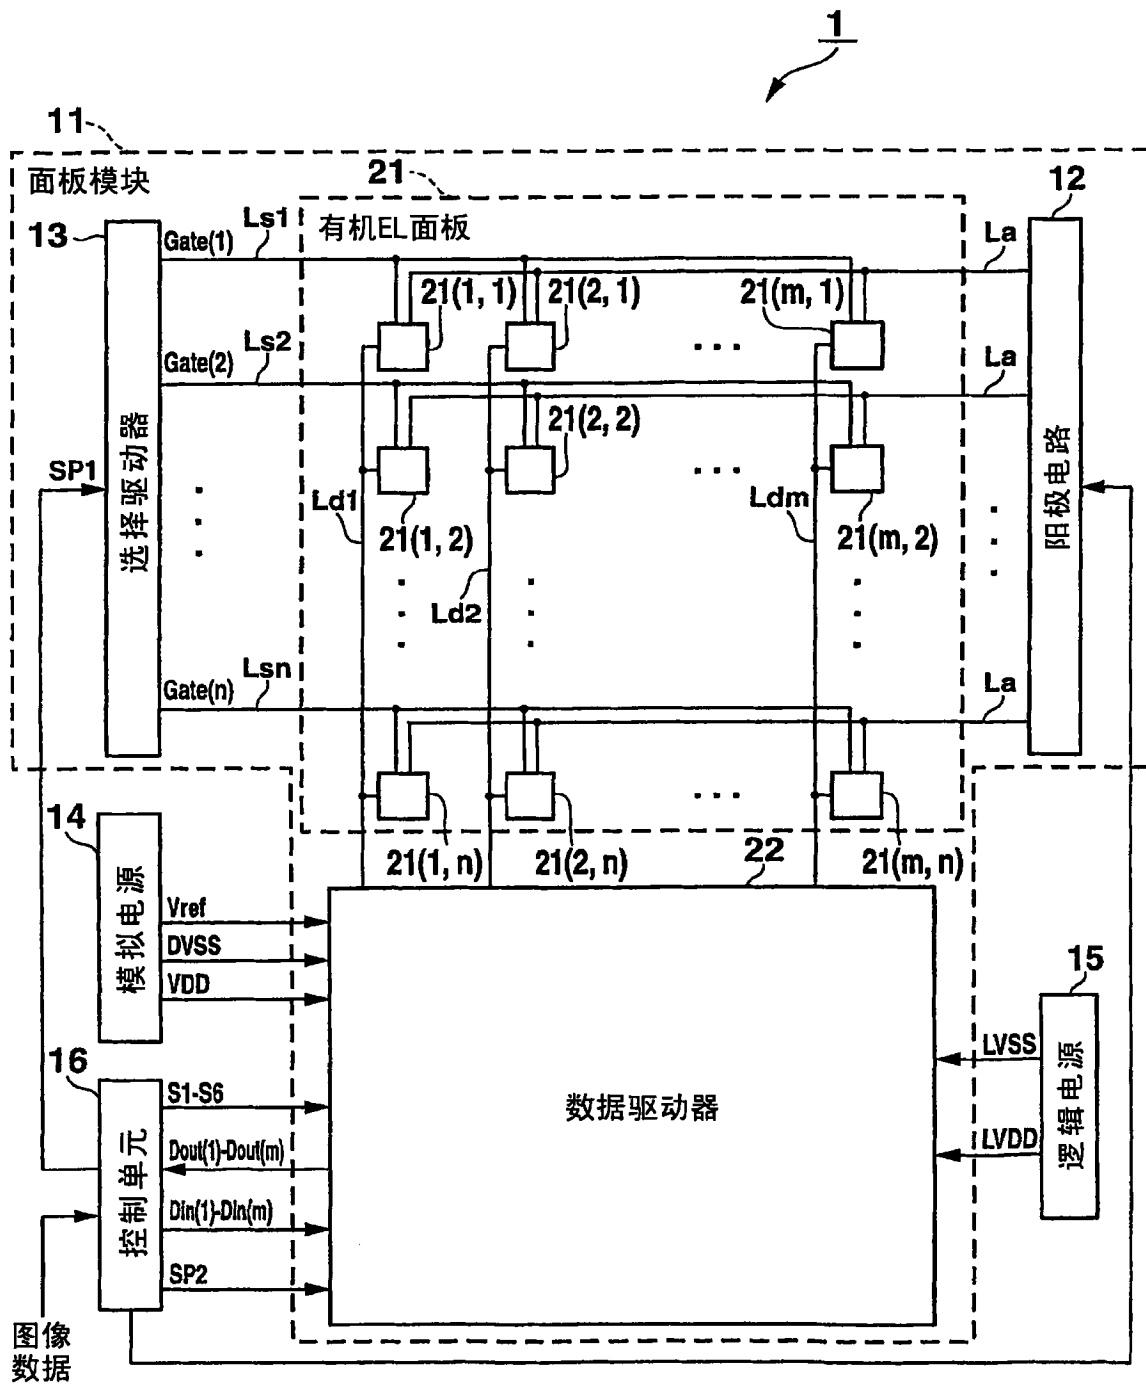 1
11
面板模块
21
有机EL面板
12
13
Gate(1)
Ls1
La
21(1, 1)
21(2, 1)
21(m, 1)
Gate(2)
Ls2
La
21(2, 2)
SP1
选择驱动器
Ld1
21(1, 2)
Ldm
21(m, 2)
阳极电路
Ld2
Gate(n)
Lsn
La
14
21(1, n)
21(2, n)
22
21(m, n)
模拟电源
Vref
DVSS
VDD
15
16
LVSS
S1-S6
数据驱动器
逻辑电源
控制单元
Dout(1)-Dout(m)
LVDD
Din(1)-Din(m)
SP2
图像
数据